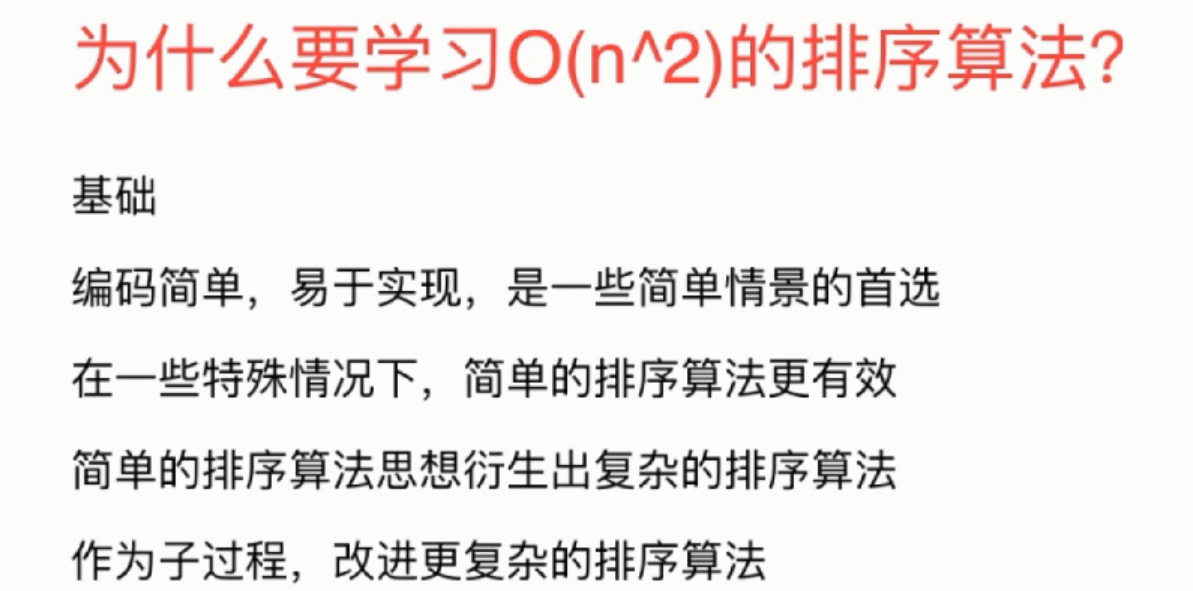 为什么要学习O(n^2)的排序算法?
基础
编码简单，易于实现，是一些简单情景的首选
在一些特殊情况下，简单的排序算法更有效
简单的排序算法思想衍生出复杂的排序算法
作为子过程，改进更复杂的排序算法